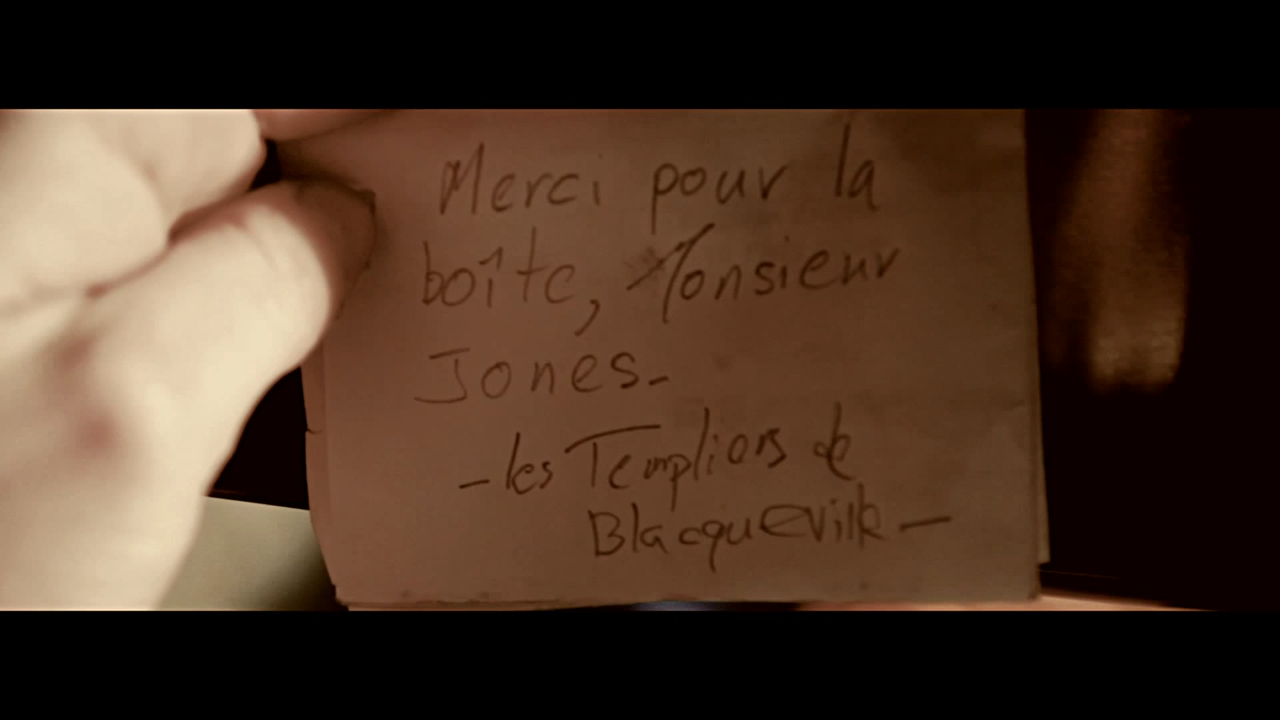 Merci pour la
boîte, Monsieur
Jones-
-les Templiers de
Blacqueville-